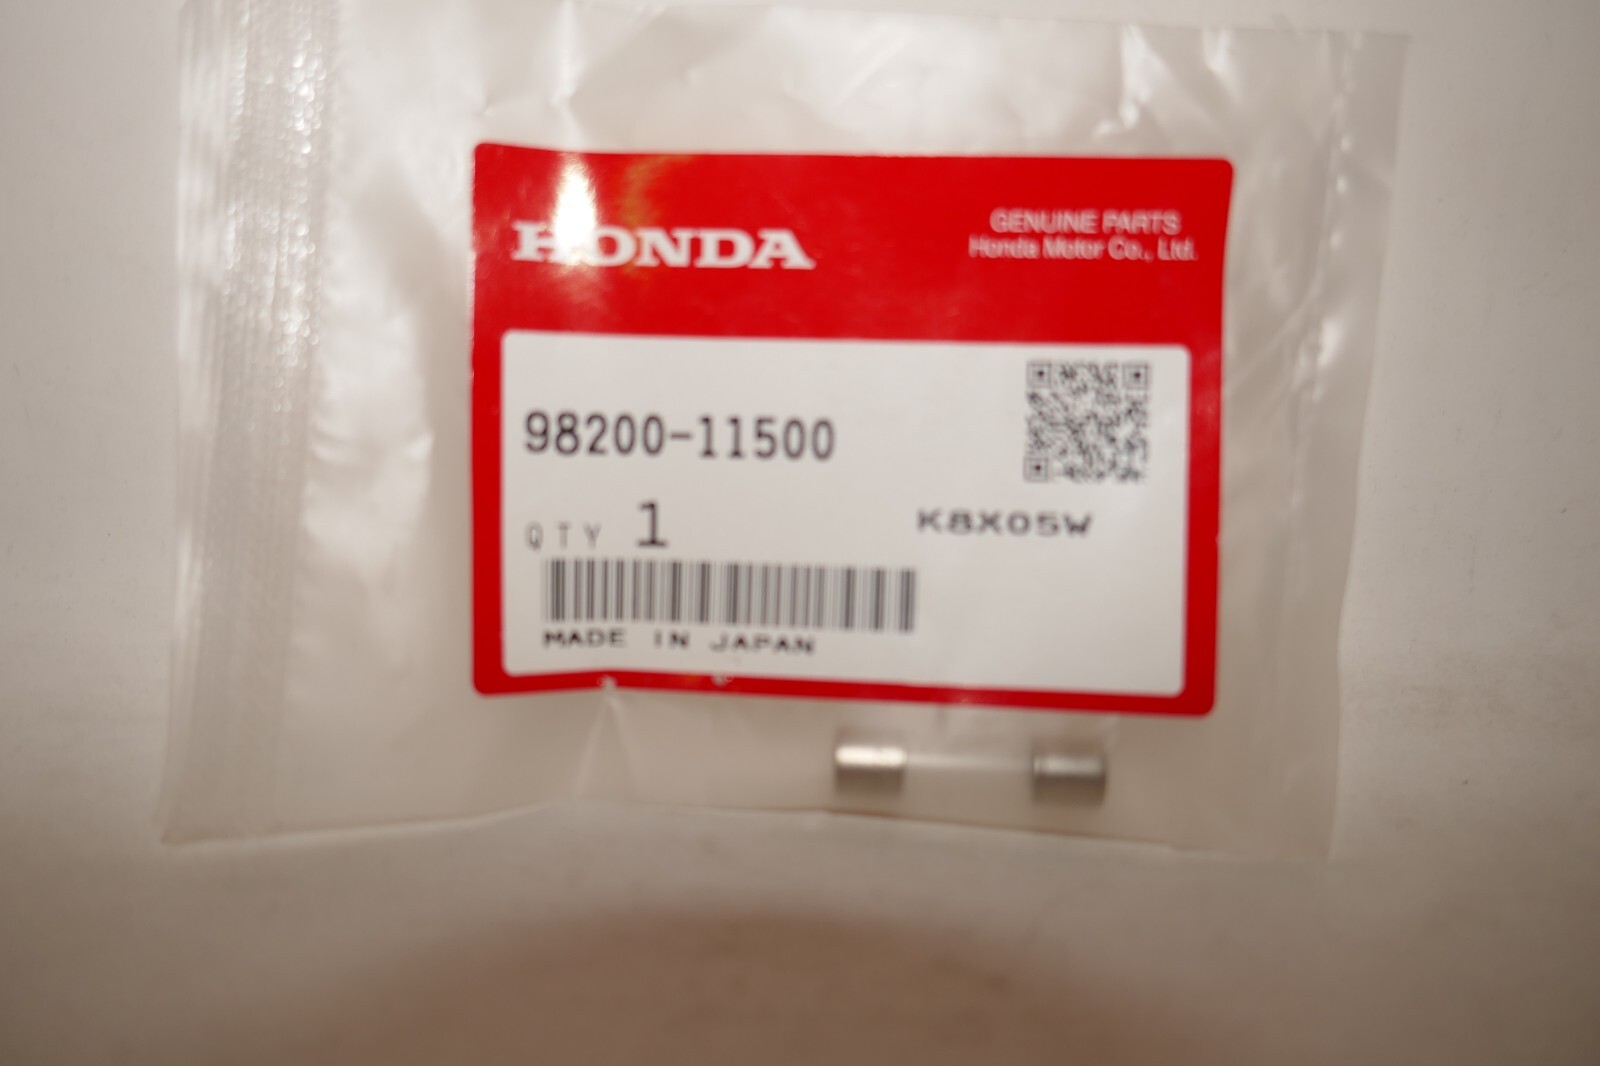 HONDA
GENUINE PARTS
Honda Motor Co., Ltd.
98200-11500
QTY 1
K8X05W
MADE IN JAPAN